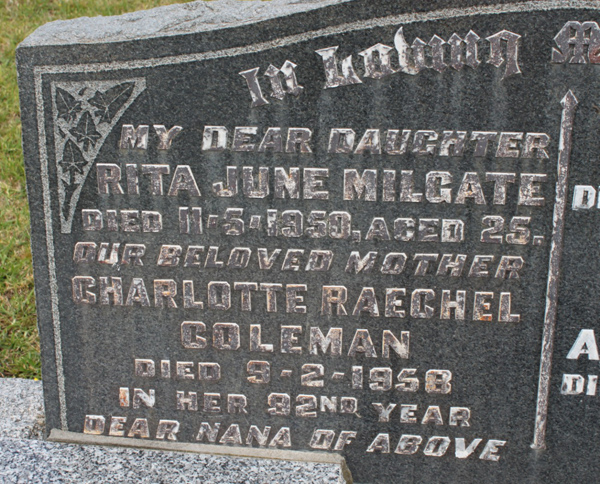 In Loving
MY DEAR DAUGHTER
RITA JUNE MILGATE
DIED 11-5-1950, AGED 25.
OUR BELOVED MOTHER
CHARLOTTE RAECHEL
COLEMAN
DIED 9-2-1958
IN HER 92ND YEAR
DEAR NANA OF ABOVE